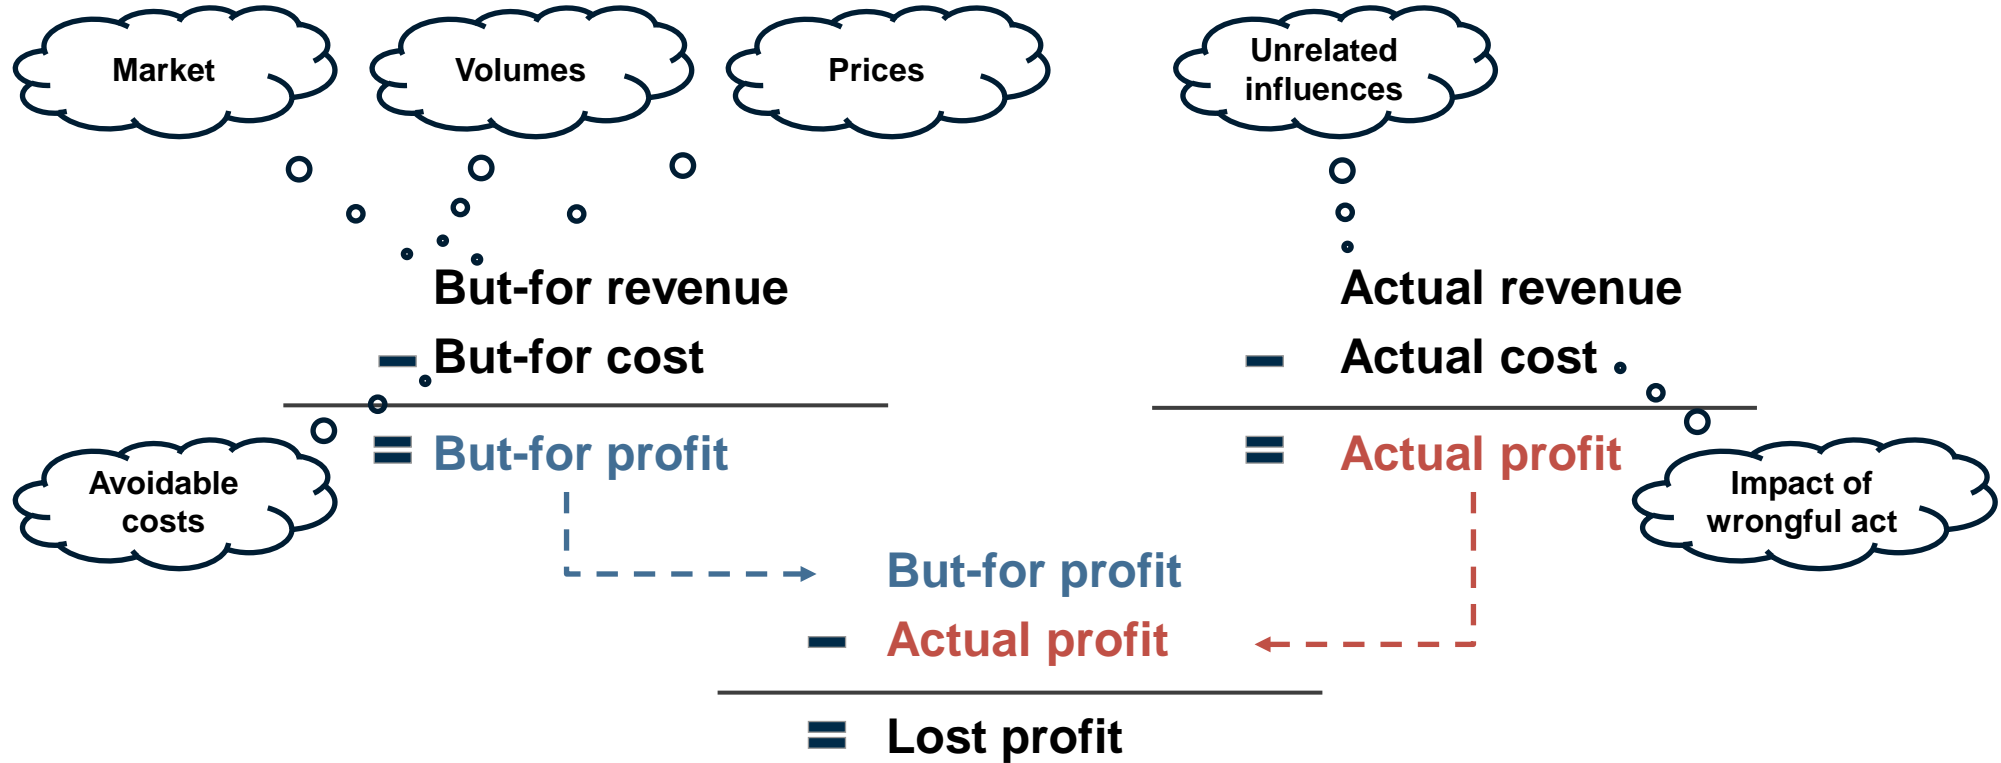 Market
Volumes
Prices
Unrelated
influences
But-for revenue
But-for cost
But-for profit
Avoidable
costs
Actual revenue
Actual cost
Actual profit
Impact of
wrongful act
But-for profit
Actual profit
Lost profit